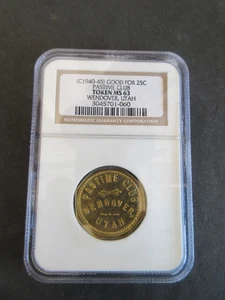 (C1940-45) GOOD FOR 25C
PASTIME CLUB
TOKEN MS 63
WENDOVER, UTAH
3045701-060
NUMISMATIC GUARANTY CORPORATION
PASTIME CLUB
WENDOVER,
UTAH